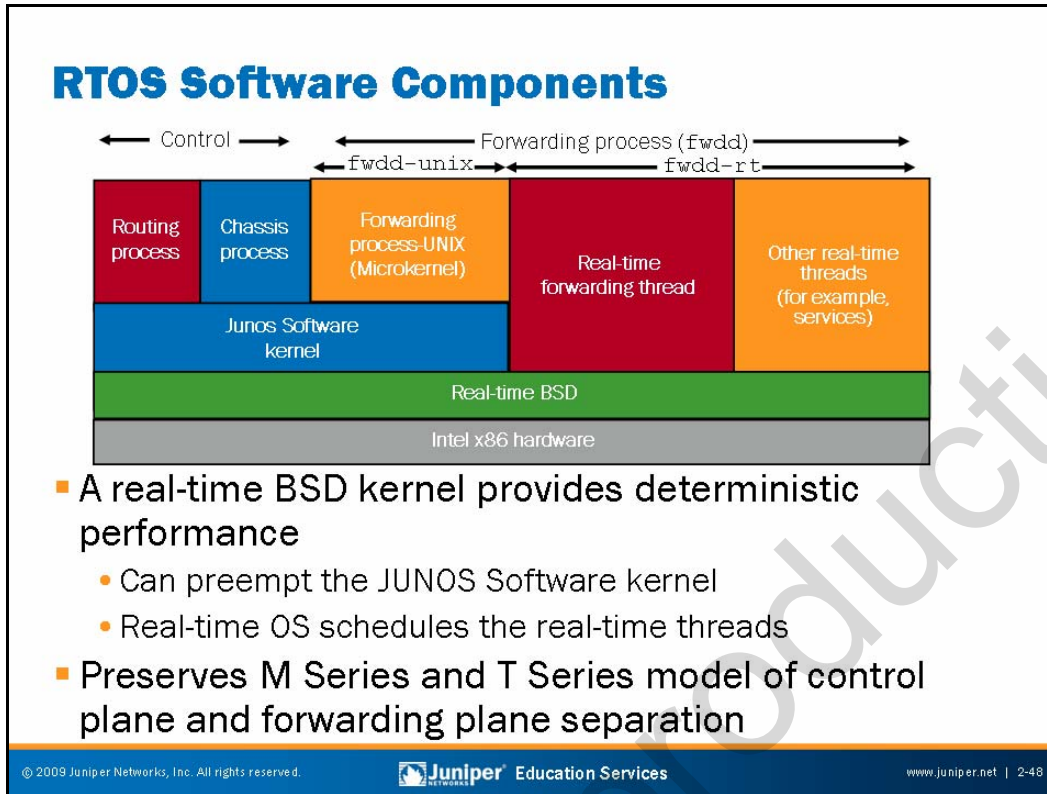 RTOS Software Components
Control
Forwarding process (fwdd)
fwdd-unix
fwdd-rt
Routing
process
Chassis
process
Forwarding
process-UNIX
(Microkernel)
Real-time
forwarding thread
Other real-time
threads
(for example,
services)
Junos Software
kernel
Real-time BSD
Intel x86 hardware
A real-time BSD kernel provides deterministic
performance
Can preempt the JUNOS Software kernel
Real-time OS schedules the real-time threads
Preserves M Series and T Series model of control
plane and forwarding plane separation
© 2009 Juniper Networks, Inc. All rights reserved.
Juniper NETWORKS Education Services
www.juniper.net | 2-48